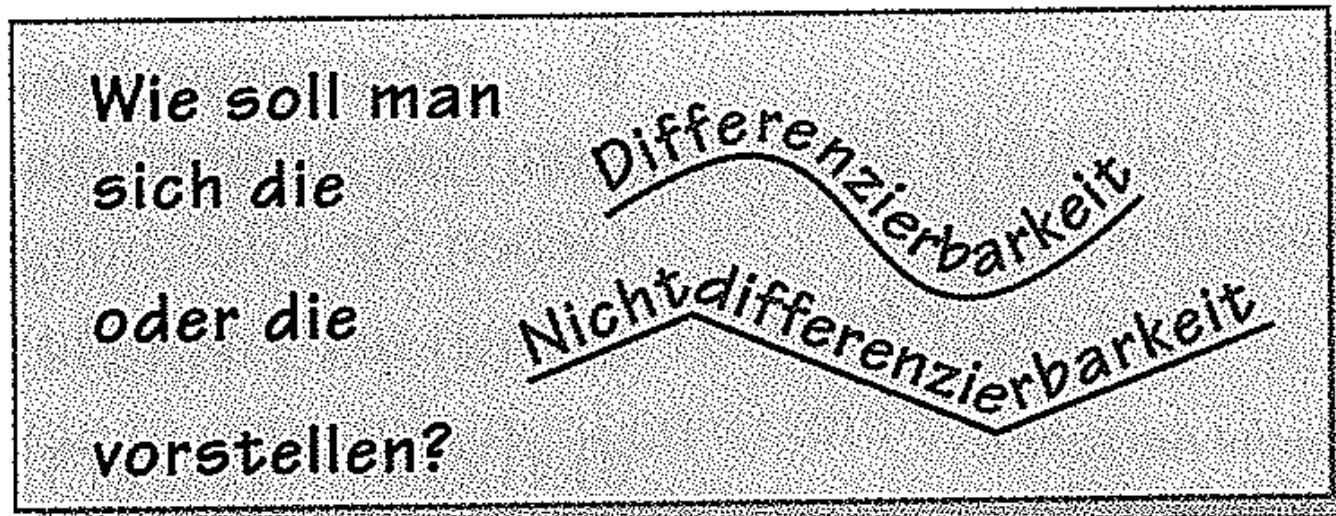 Wie soll man
sich die
Differenzierbarkeit
oder die
Nichtdifferenzierbarkeit
vorstellen?